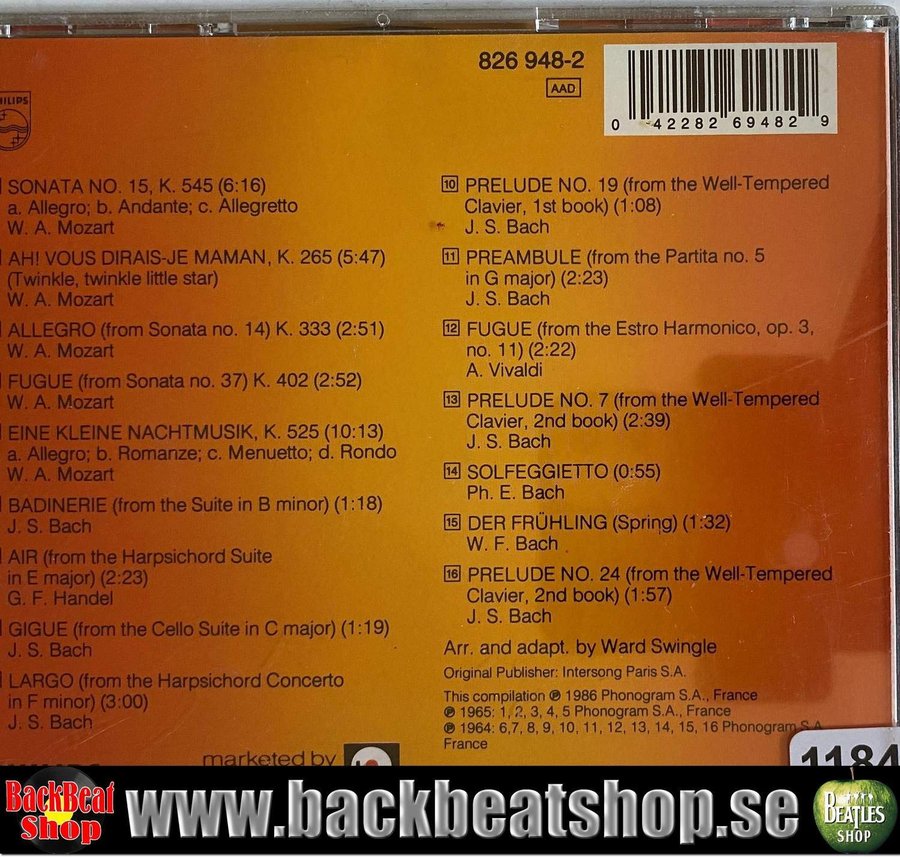 826 948-2
AAD
0 42282 69482 9
SONATA NO. 15, K. 545 (6:16)
a. Allegro; b. Andante; c. Allegretto
W. A. Mozart
AH! VOUS DIRAIS-JE MAMAN, K. 265 (5:47)
(Twinkle, twinkle little star)
W. A. Mozart
ALLEGRO (from Sonata no. 14) K. 333 (2:51)
W. A. Mozart
FUGUE (from Sonata no. 37) K. 402 (2:52)
W. A. Mozart
EINE KLEINE NACHTMUSIK, K. 525 (10:13)
a. Allegro; b. Romanze; c. Menuetto; d. Rondo
W. A. Mozart
BADINERIE (from the Suite in B minor) (1:18)
J. S. Bach
AIR (from the Harpsichord Suite
in E major) (2:23)
G. F. Handel
GIGUE (from the Cello Suite in C major) (1:19)
J. S. Bach
LARGO (from the Harpsichord Concerto
in F minor) (3:00)
J. S. Bach
10 PRELUDE NO. 19 (from the Well-Tempered
Clavier, 1st book) (1:08)
J. S. Bach
11 PREAMBULE (from the Partita no. 5
in G major) (2:23)
J. S. Bach
12 FUGUE (from the Estro Harmonico, op. 3,
no. 11) (2:22)
A. Vivaldi
13 PRELUDE NO. 7 (from the Well-Tempered
Clavier, 2nd book) (2:39)
J. S. Bach
14 SOLFEGGIETTO (0:55)
Ph. E. Bach
15 DER FRÜHLING (Spring) (1:32)
W. F. Bach
16 PRELUDE NO. 24 (from the Well-Tempered
Clavier, 2nd book) (1:57)
J. S. Bach
Arr. and adapt. by Ward Swingle
Original Publisher: Intersong Paris S.A.
This compilation ℗ 1986 Phonogram S.A., France
℗ 1965: 1, 2, 3, 4, 5 Phonogram S.A., France
℗ 1964: 6,7, 8, 9, 10, 11, 12, 13, 14, 15, 16 Phonogram S.A.
France
marketed by
1184
BackBeat
Shop
www.backbeatshop.se
BEATLES
SHOP